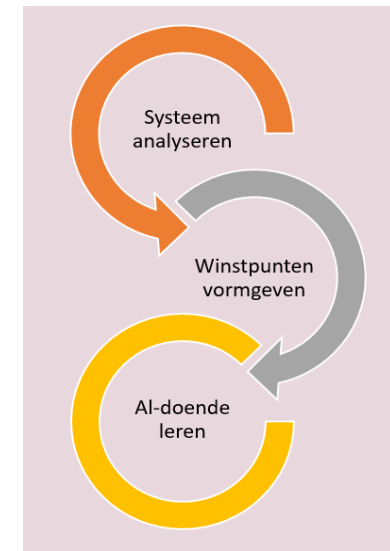 Systeem
analyseren
Winstpunten
vormgeven
Al-doende
leren